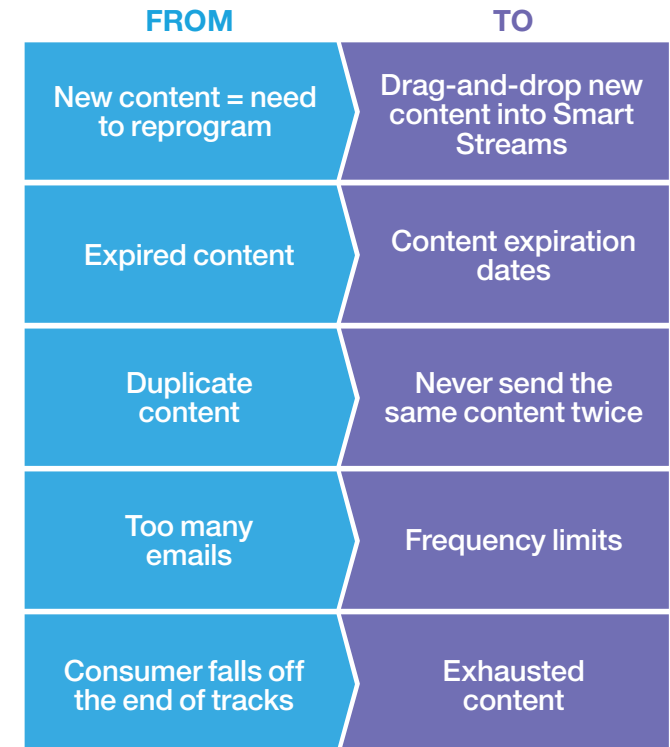 FROM
TO
New content = need
to reprogram
Drag-and-drop new
content into Smart
Streams
Expired content
Content expiration
dates
Duplicate
content
Never send the
same content twice
Too many
emails
Frequency limits
Consumer falls off
the end of tracks
Exhausted
content